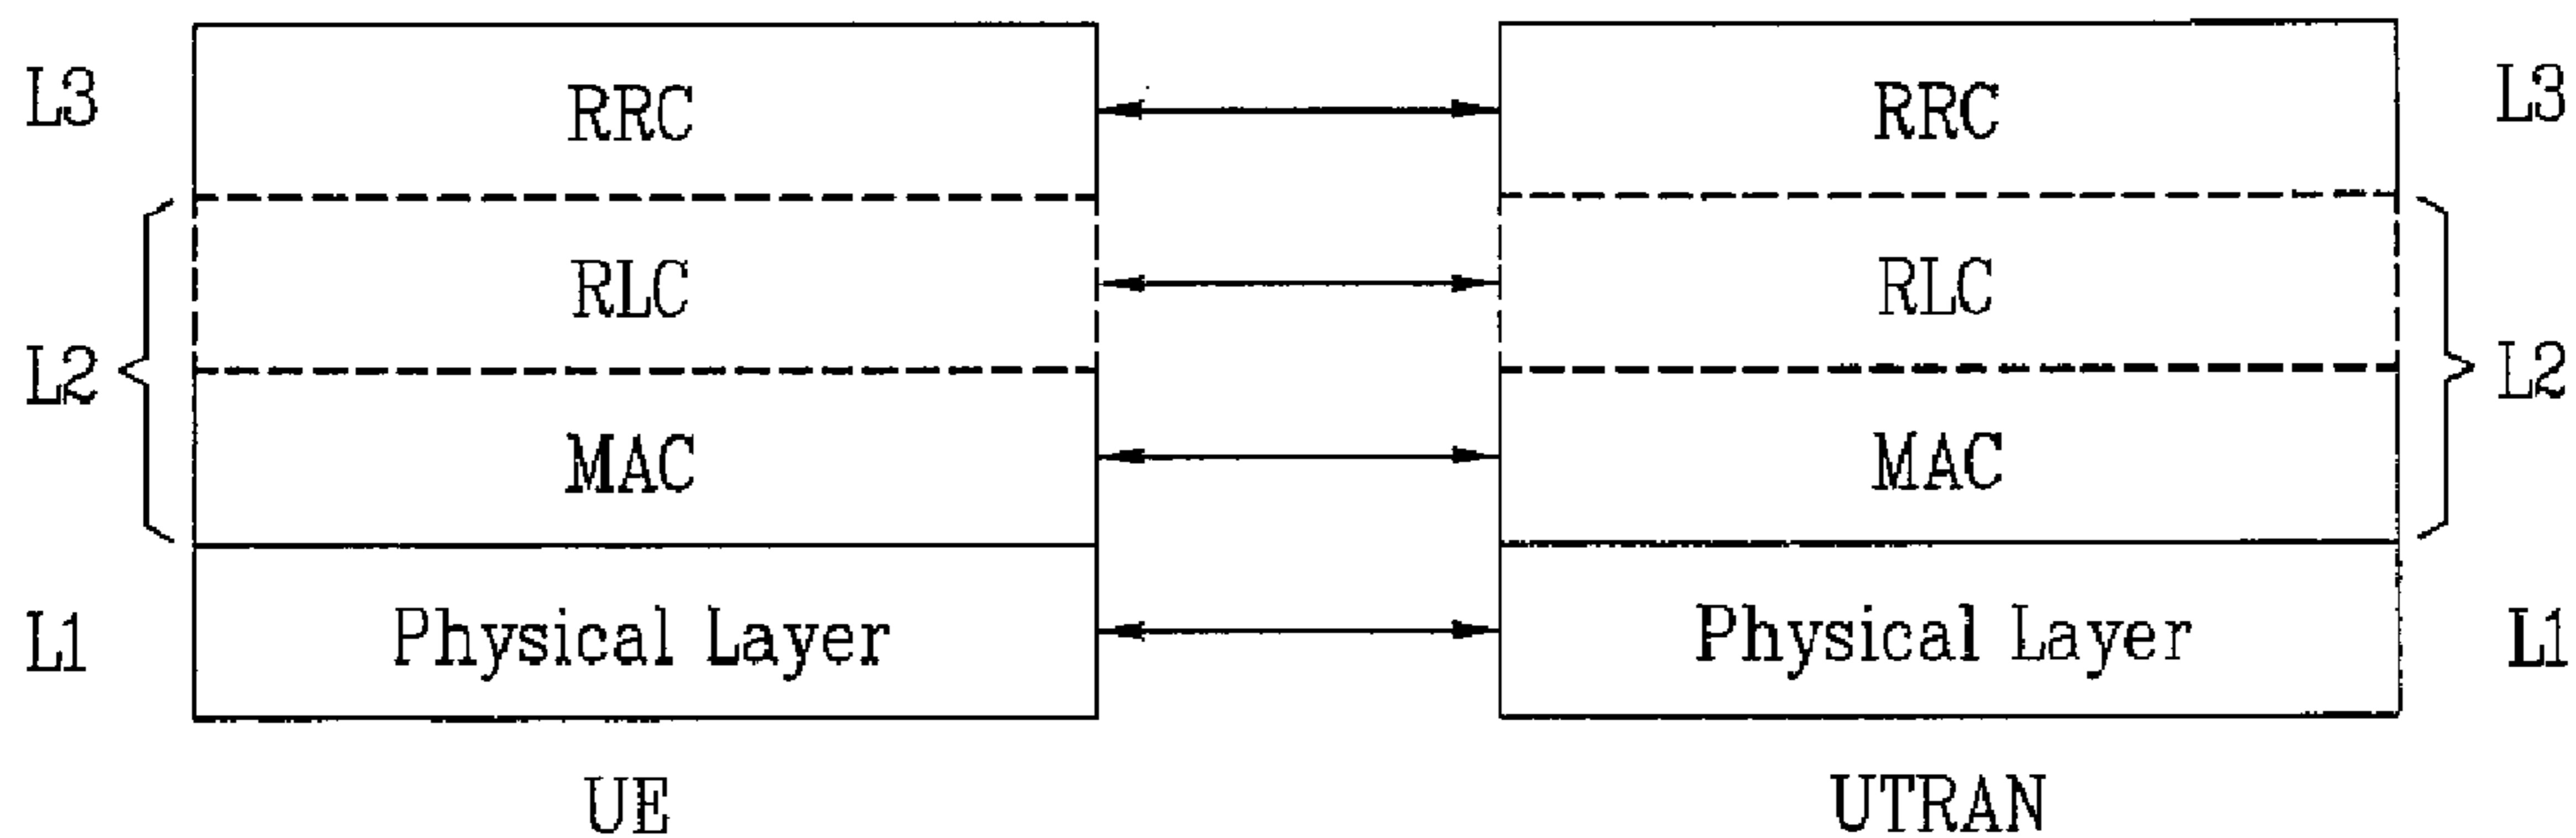 L3 RRC RRC L3
RLC RLC
L2 L2
MAC MAC
L1 Physical Layer Physical Layer L1
UE UTRAN